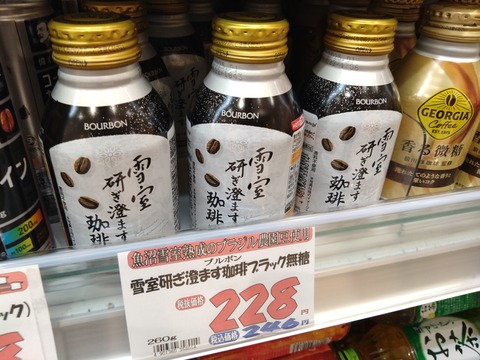 BOURBON
雪室
研ぎ澄ます
珈琲
BOURBON
雪室
研ぎ澄ます
珈琲
BOURBON
雪室
研ぎ澄ます
珈琲
GEORGIA
Coffee
香る微糖
魚沼雪室熟成のブラジル農園豆使用
ブルボン
雪室研ぎ澄ます珈琲ブラック無糖
税抜価格 228円
260g
税込価格 246円
お茶